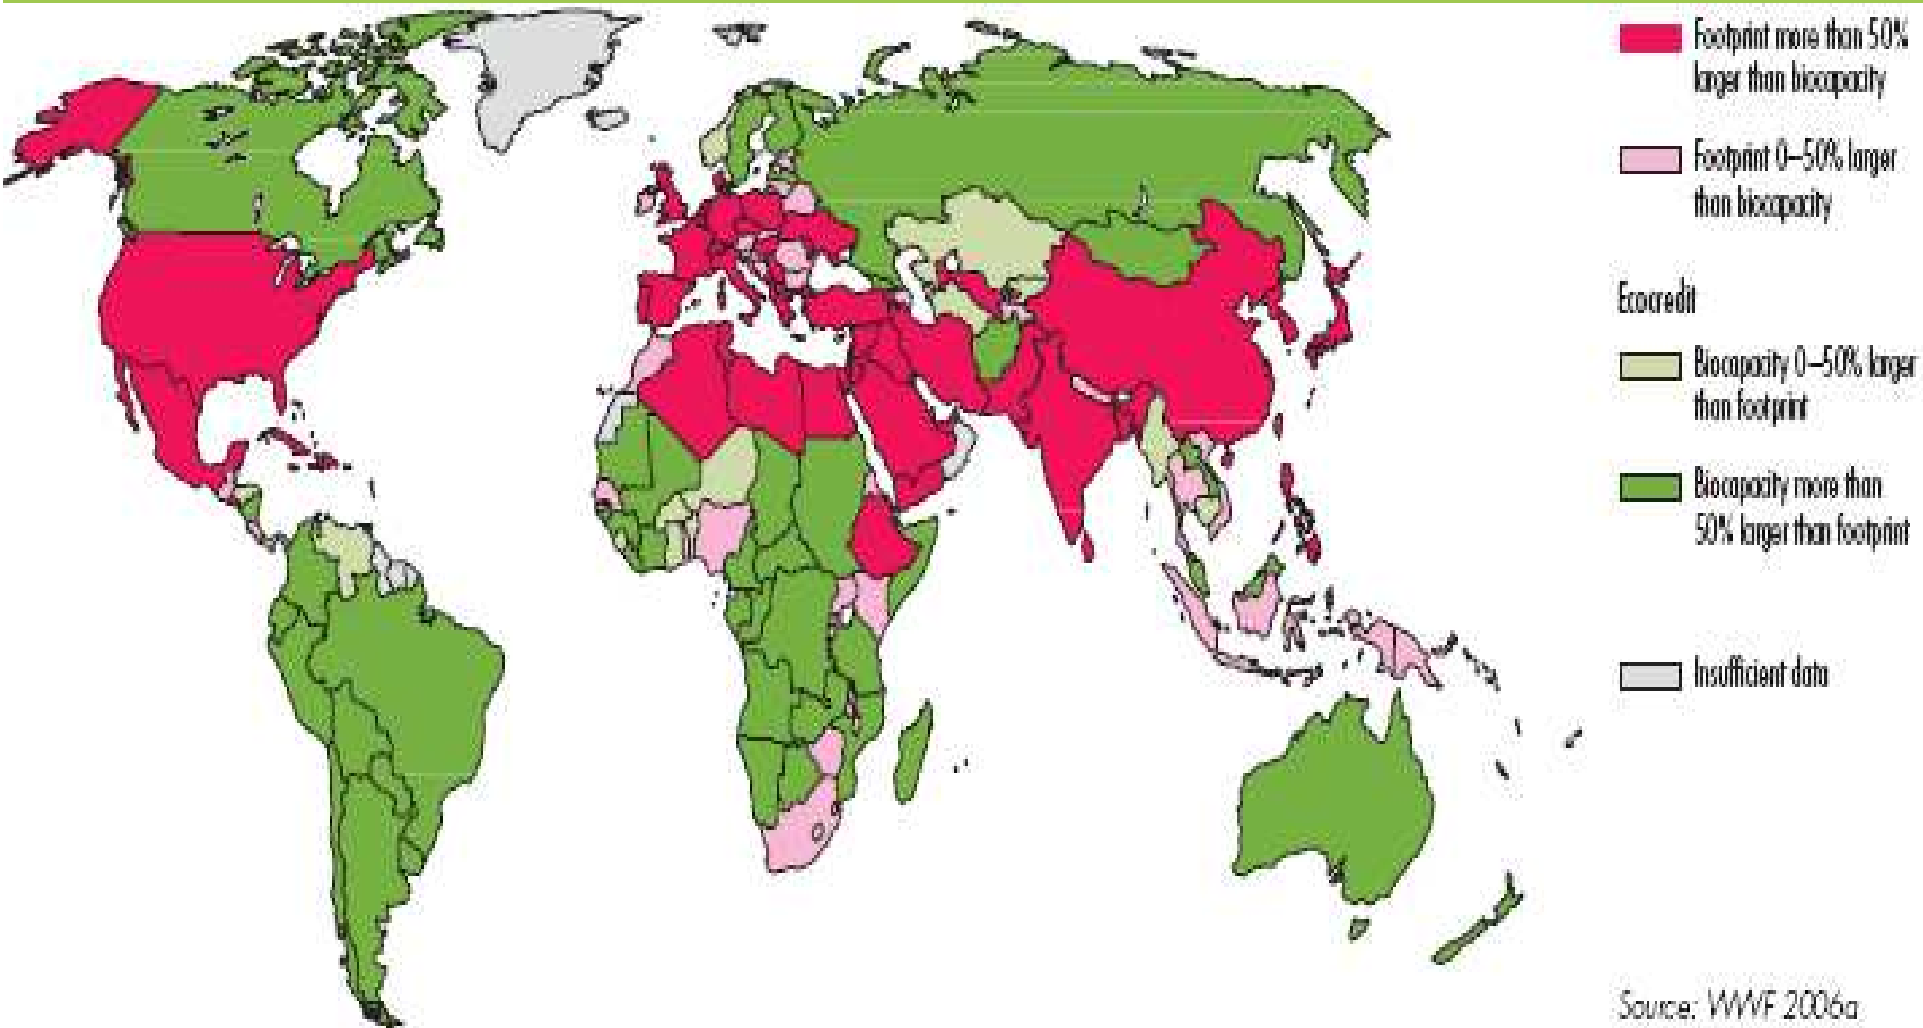 Footprint more than 50%
larger than biocapacity
Footprint 0–50% larger
than biocapacity
Ecocredit
Biocapacity 0–50% larger
than footprint
Biocapacity more than
50% larger than footprint
Insufficient data
Source: WWF 2006a